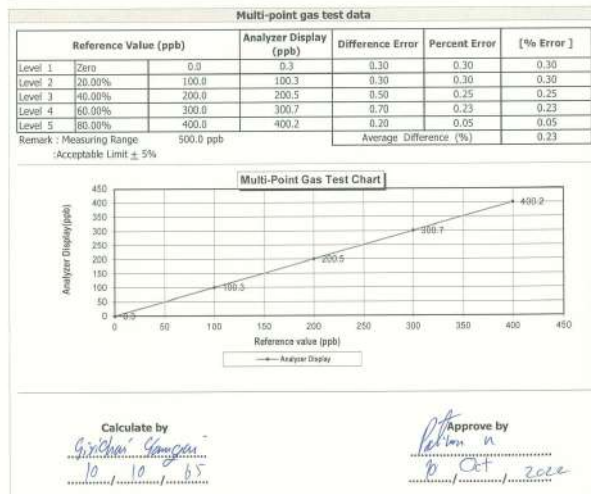 Multi-point gas test data
Reference Value (ppb) Analyzer Display (ppb) Difference Error Percent Error [% Error ]
Level 1 Zero 0.0 0.3 0.30 0.30 0.30
Level 2 20.00% 100.0 100.3 0.30 0.30 0.30
Level 3 40.00% 200.0 200.5 0.50 0.25 0.25
Level 4 60.00% 300.0 300.7 0.70 0.23 0.23
Level 5 80.00% 400.0 400.2 0.20 0.05 0.05
Remark : Measuring Range 500.0 ppb Average Difference (%) 0.23
:Acceptable Limit ± 5%
Multi-Point Gas Test Chart
Analyzer Display(ppb)
450
400
350
300
250
200
150
100
50
0
0.3
100.3
200.5
300.7
400.2
0 50 100 150 200 250 300 350 400 450
Reference value (ppb)
Analyzer Display
Calculate by
10 / 10 / 65
Approve by
10 / Oct / 2022